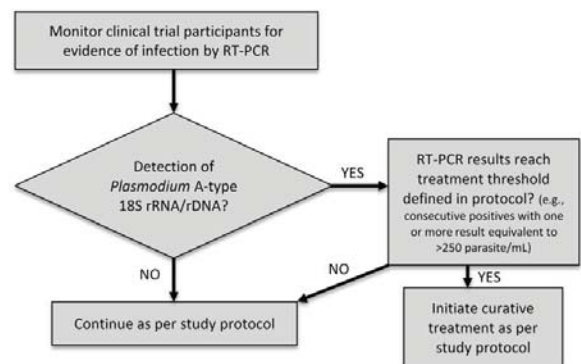 Monitor clinical trial participants for
evidence of infection by RT-PCR
Detection of
Plasmodium A-type
18S rRNA/rDNA?
YES
RT-PCR results reach
treatment threshold
defined in protocol? (e.g.,
consecutive positives with one
or more result equivalent to
>250 parasite/mL)
NO
NO
YES
Continue as per study protocol
Initiate curative
treatment as per
study protocol